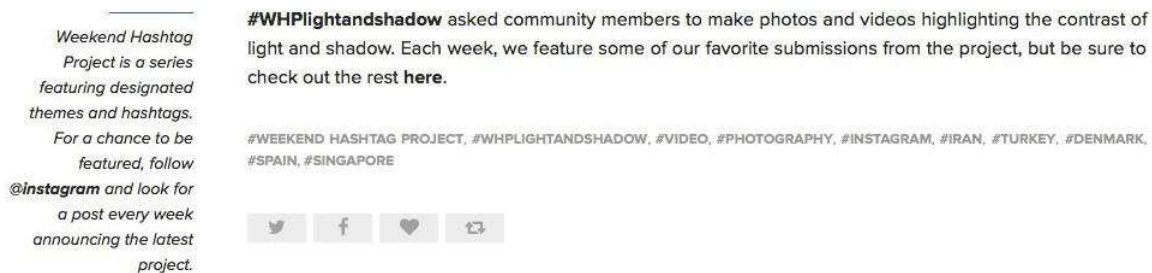 Weekend Hashtag
Project is a series
featuring designated
themes and hashtags.
For a chance to be
featured, follow
@instagram and look for
a post every week
announcing the latest
project.
#WHPlightandshadow asked community members to make photos and videos highlighting the contrast of
light and shadow. Each week, we feature some of our favorite submissions from the project, but be sure to
check out the rest here.
#WEEKEND HASHTAG PROJECT, #WHPLIGHTANDSHADOW, #VIDEO, #PHOTOGRAPHY, #INSTAGRAM, #IRAN, #TURKEY, #DENMARK,
#SPAIN, #SINGAPORE